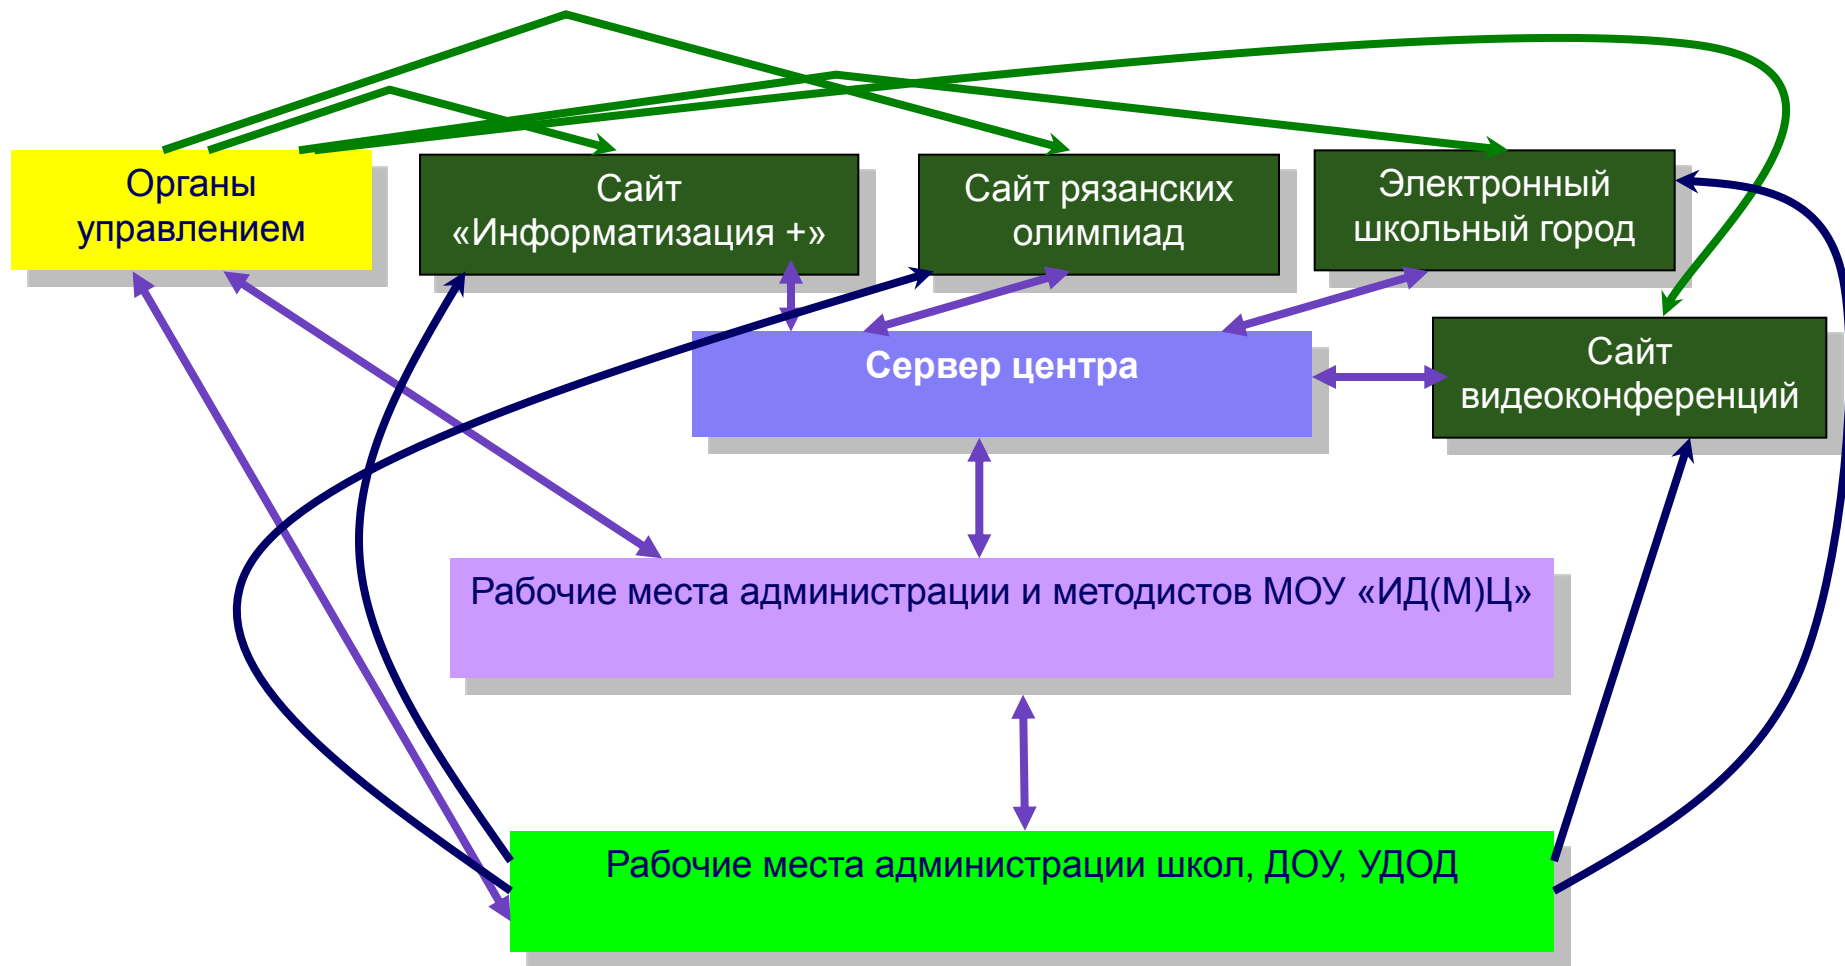 Органы
управлением
Сайт
«Информатизация +»
Сайт рязанских
олимпиад
Электронный
школьный город
Сервер центра
Сайт
видеоконференций
Рабочие места администрации и методистов МОУ «ИД(М)Ц»
Рабочие места администрации школ, ДОУ, УДОД